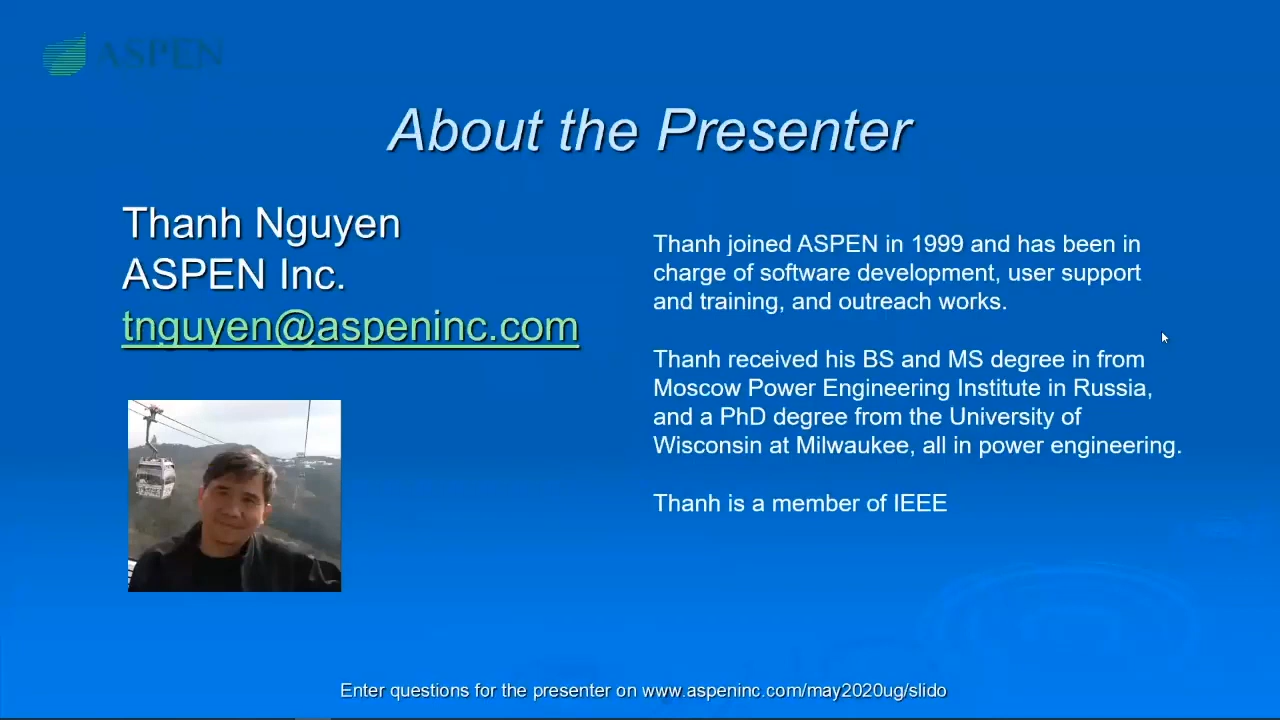 ASPEN
About the Presenter
Thanh Nguyen
ASPEN Inc.
tnguyen@aspeninc.com
Thanh joined ASPEN in 1999 and has been in
charge of software development, user support
and training, and outreach works.
Thanh received his BS and MS degree in from
Moscow Power Engineering Institute in Russia,
and a PhD degree from the University of
Wisconsin at Milwaukee, all in power engineering.
Thanh is a member of IEEE
Enter questions for the presenter on www.aspeninc.com/may2020ug/slido